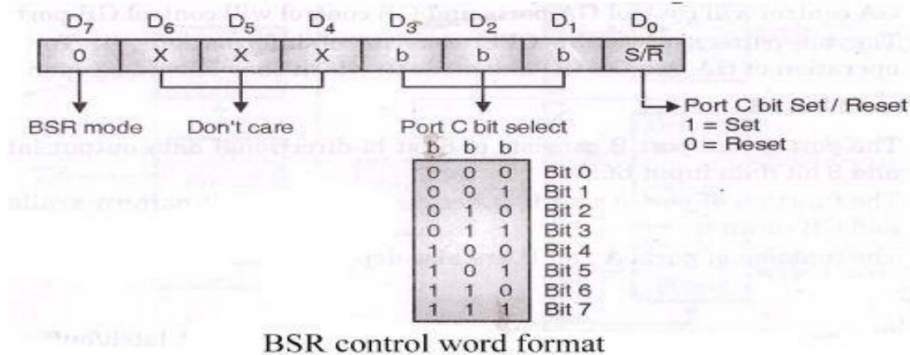 D7 D6 D5 D4 D3 D2 D1 D0
0 X X X b b b S/R̅
BSR mode
Don't care
Port C bit select
Port C bit Set / Reset
1 = Set
0 = Reset
b b b
0 0 0 Bit 0
0 0 1 Bit 1
0 1 0 Bit 2
0 1 1 Bit 3
1 0 0 Bit 4
1 0 1 Bit 5
1 1 0 Bit 6
1 1 1 Bit 7
BSR control word format